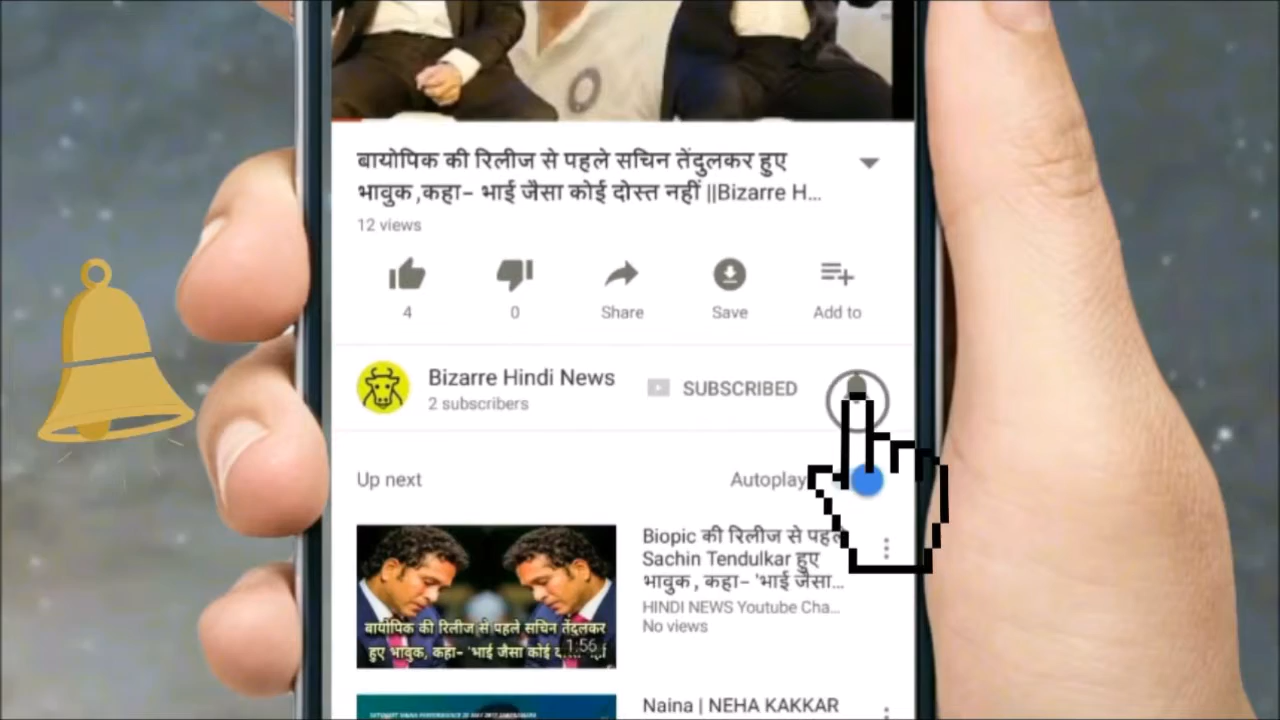 बायोपिक की रिलीज से पहले सचिन तेंदुलकर हुए
भावुक,कहा- भाई जैसा कोई दोस्त नहीं ||Bizarre H...
12 views
4
0
Share
Save
Add to
Bizarre Hindi News
2 subscribers
SUBSCRIBED
Up next
Autoplay
Biopic की रिलीज से पहले
Sachin Tendulkar हुए
भावुक, कहा- 'भाई जैसा...
HINDI NEWS Youtube Cha...
No views
बायोपिक की रिलीज से पहले सचिन तेंदुलकर
हुए भावुक, कहा- 'भाई जैसा कोई
1:56
Naina | NEHA KAKKAR